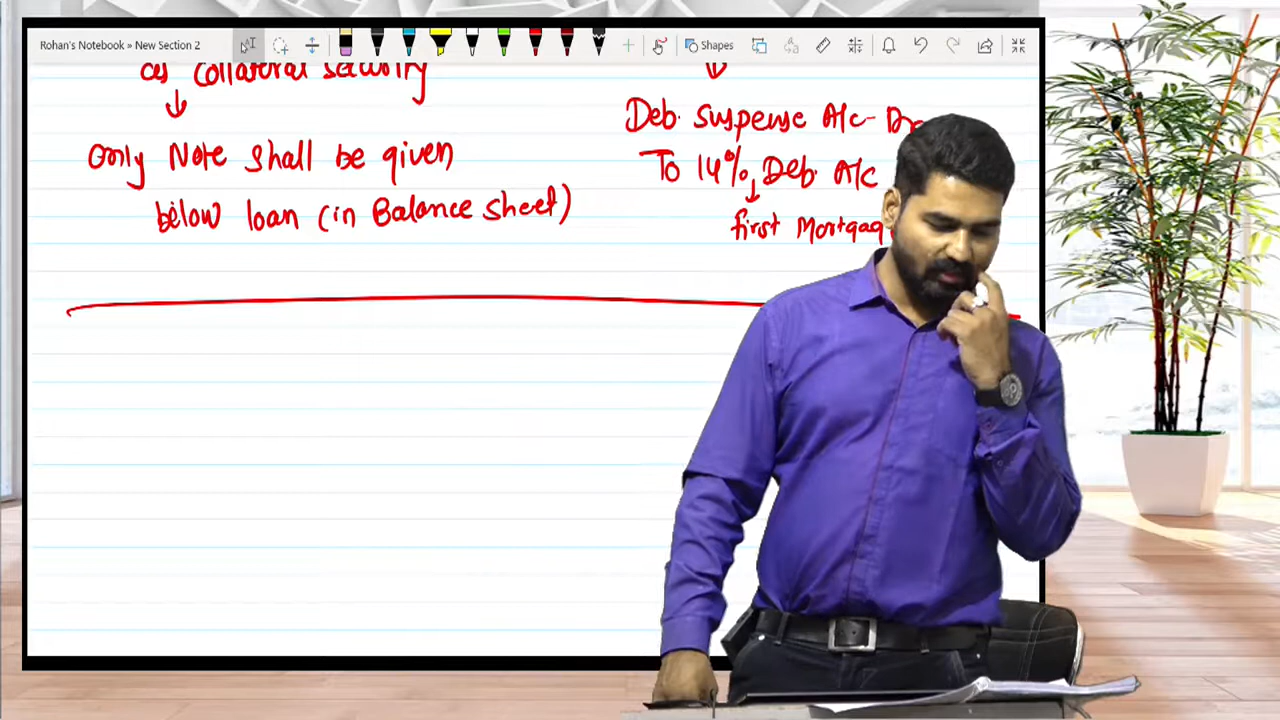 Rohan's Notebook » New Section 2
Shapes
as Collateral security
Only Note shall be given
below loan (in Balance sheet)
Deb. Suspense A/c- Dr
To 14% Deb. A/c
first Mortgag